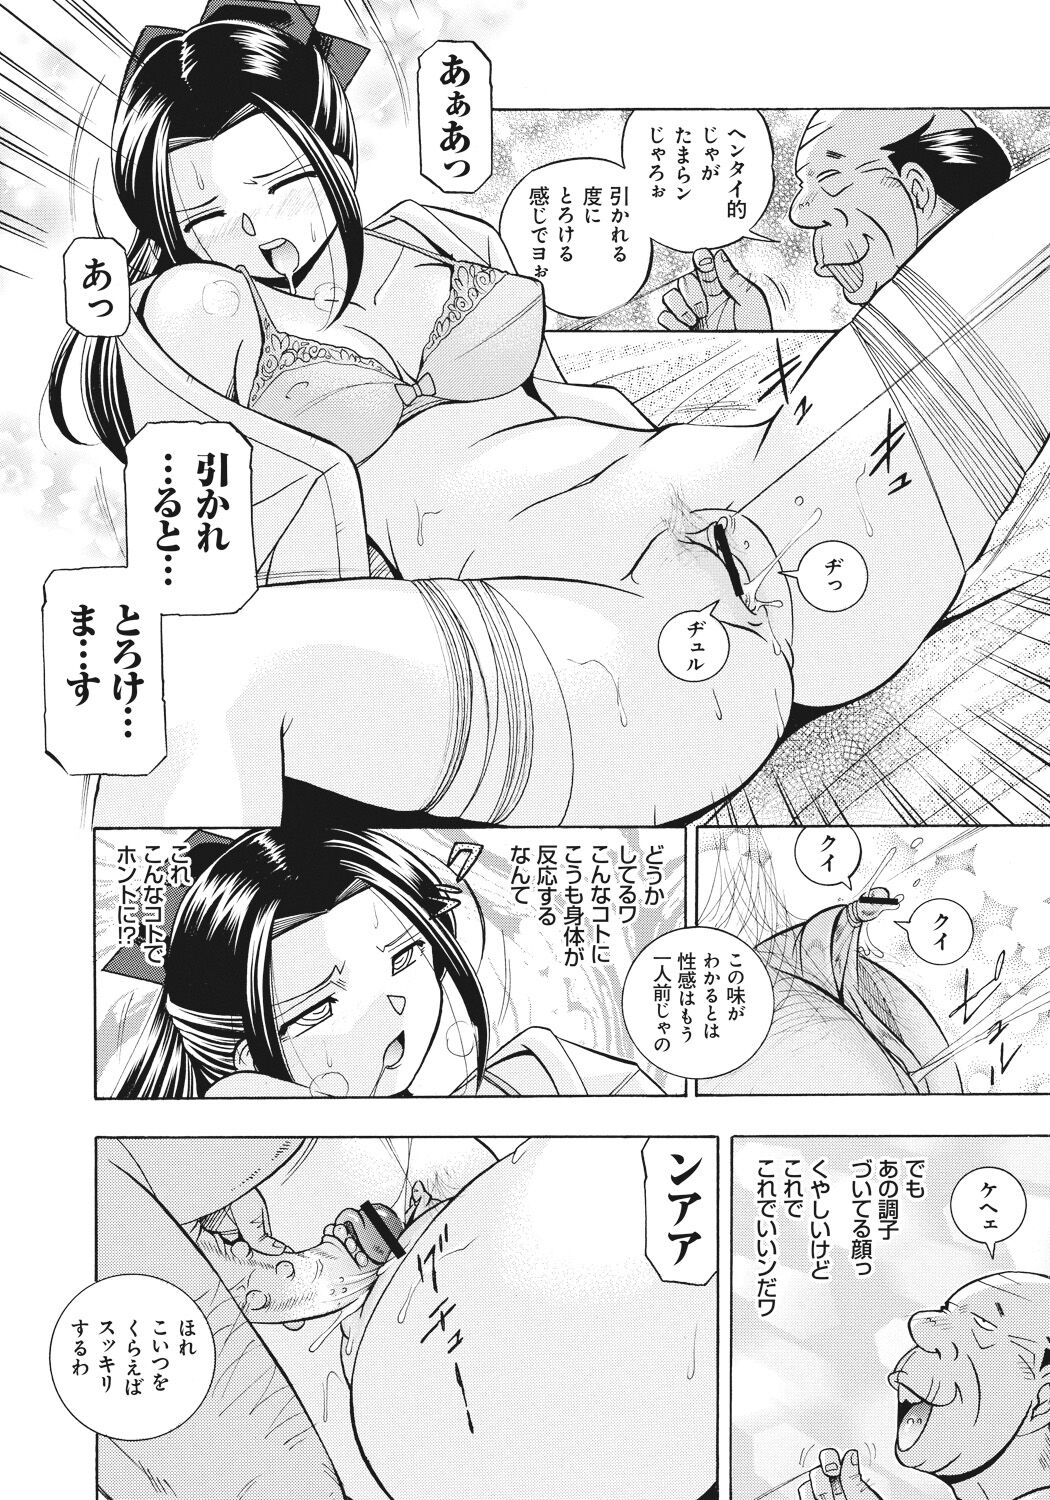 ヘンタイ的
じゃが
たまらン
じゃろぉ
引かれる
度に
とろける
感じでヨぉ
あぁあっ
あっ
キュ
キュッ
ヂっ
ヂュル
引かれ
…ると…
とろけ…
ま…す
クイ
クイ
この味が
わかるとは
性感はもう
一人前じゃの
どうか
してるワ
こんなコトに
こうも身体が
反応する
なんて
これ
こんなコトで
ホントに!?
ケヘェ
でも
あの調子
づいてる顔っ
くやしいけど
これで
これでいいンだワ
ンアア
ヂュ
ほれ
こいつを
くらえば
スッキリ
するわ